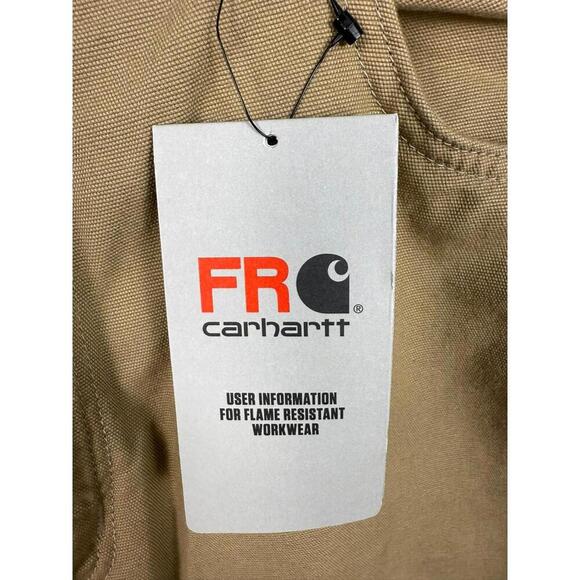 FR
®
carhartt
USER INFORMATION
FOR FLAME RESISTANT
WORKWEAR